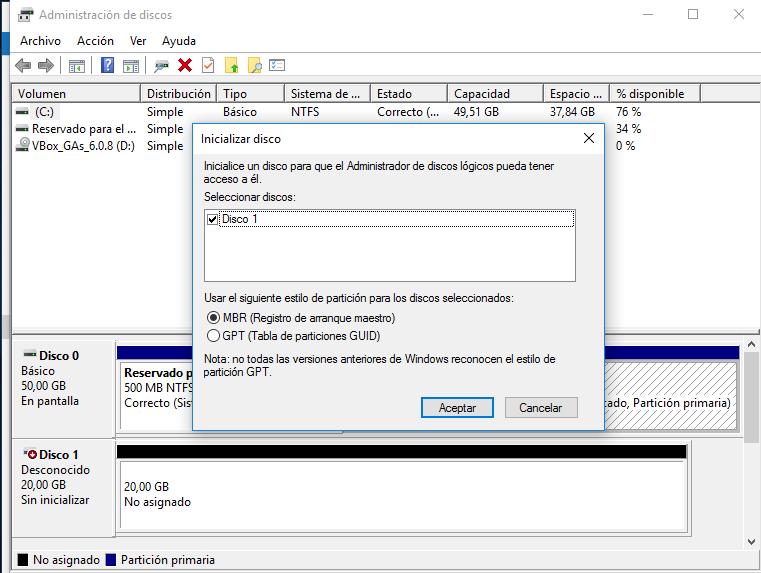 Administración de discos
Archivo Acción Ver Ayuda
Volumen Distribución Tipo Sistema de ... Estado Capacidad Espacio ... % disponible
(C:) Simple Básico NTFS Correcto (... 49,51 GB 37,84 GB 76 %
Reservado para el ... Simple 34 %
VBox_GAs_6.0.8 (D:) Simple 0 %
Inicializar disco
Inicialice un disco para que el Administrador de discos lógicos pueda tener
acceso a él.
Seleccionar discos:
Disco 1
Usar el siguiente estilo de partición para los discos seleccionados:
MBR (Registro de arranque maestro)
GPT (Tabla de particiones GUID)
Nota: no todas las versiones anteriores de Windows reconocen el estilo de
partición GPT.
Aceptar Cancelar
Disco 0
Básico
50,00 GB
En pantalla
Reservado p
500 MB NTFS
Correcto (Sis
cado, Partición primaria)
Disco 1
Desconocido
20,00 GB
Sin inicializar
20,00 GB
No asignado
No asignado Partición primaria